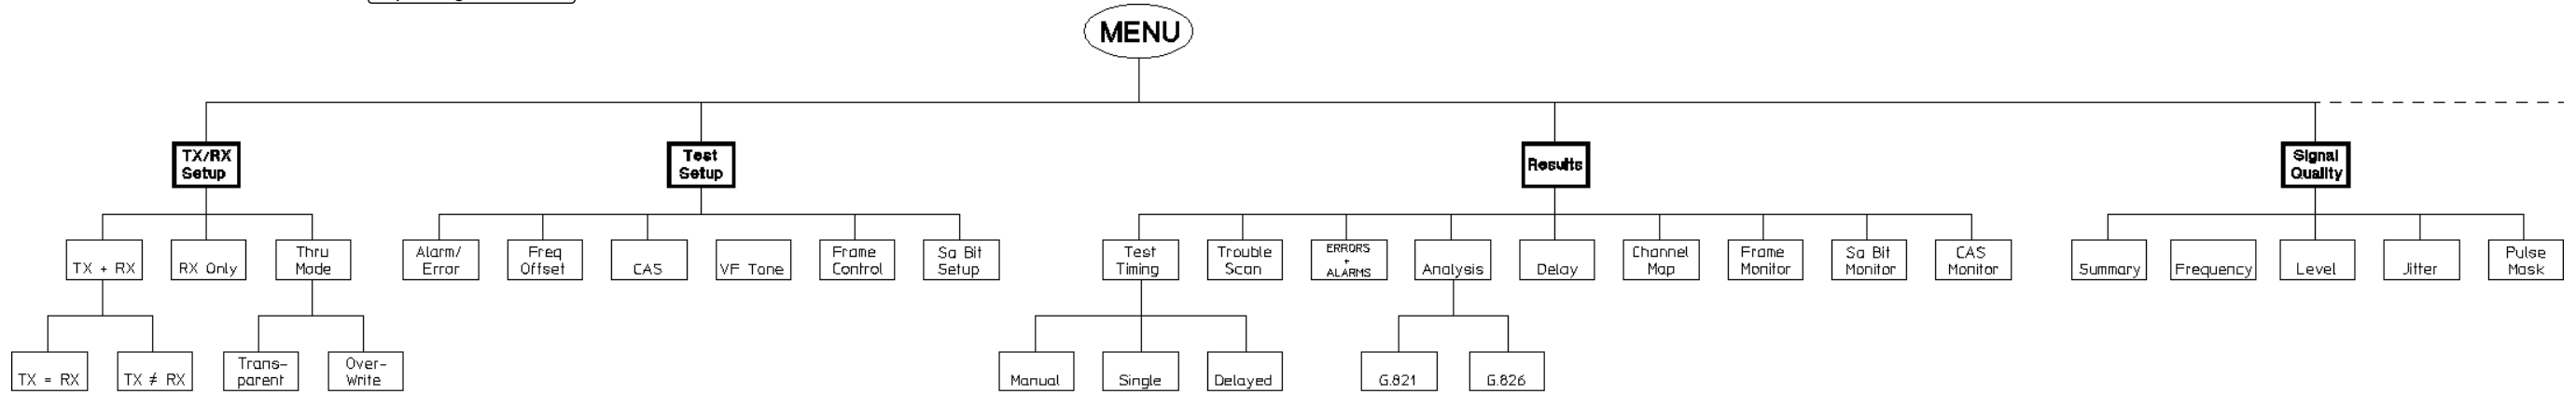 MENU
TX/RX
Setup
Test
Setup
Results
Signal
Quality
TX + RX
RX Only
Thru
Mode
Alarm/
Error
Freq
Offset
CAS
VF Tone
Frame
Control
Sa Bit
Setup
Test
Timing
Trouble
Scan
ERRORS
+
ALARMS
Analysis
Delay
Channel
Map
Frame
Monitor
Sa Bit
Monitor
CAS
Monitor
Summary
Frequency
Level
Jitter
Pulse
Mask
TX = RX
TX ≠ RX
Trans-
parent
Over-
Write
Manual
Single
Delayed
G.821
G.826